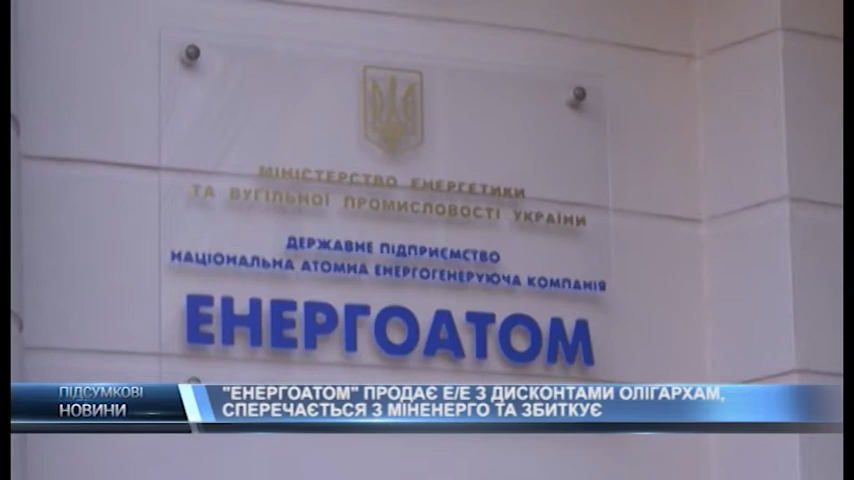 МІНІСТЕРСТВО ЕНЕРГЕТИКИ
ТА ВУГІЛЬНОЇ ПРОМИСЛОВОСТІ УКРАЇНИ
ДЕРЖАВНЕ ПІДПРИЄМСТВО
НАЦІОНАЛЬНА АТОМНА ЕНЕРГОГЕНЕРУЮЧА КОМПАНІЯ
ЕНЕРГОАТОМ
ПІДСУМКОВІ
НОВИНИ
"ЕНЕРГОАТОМ" ПРОДАЄ Е/Е З ДИСКОНТАМИ ОЛІГАРХАМ,
СПЕРЕЧАЄТЬСЯ З МІНЕНЕРГО ТА ЗБИТКУЄ